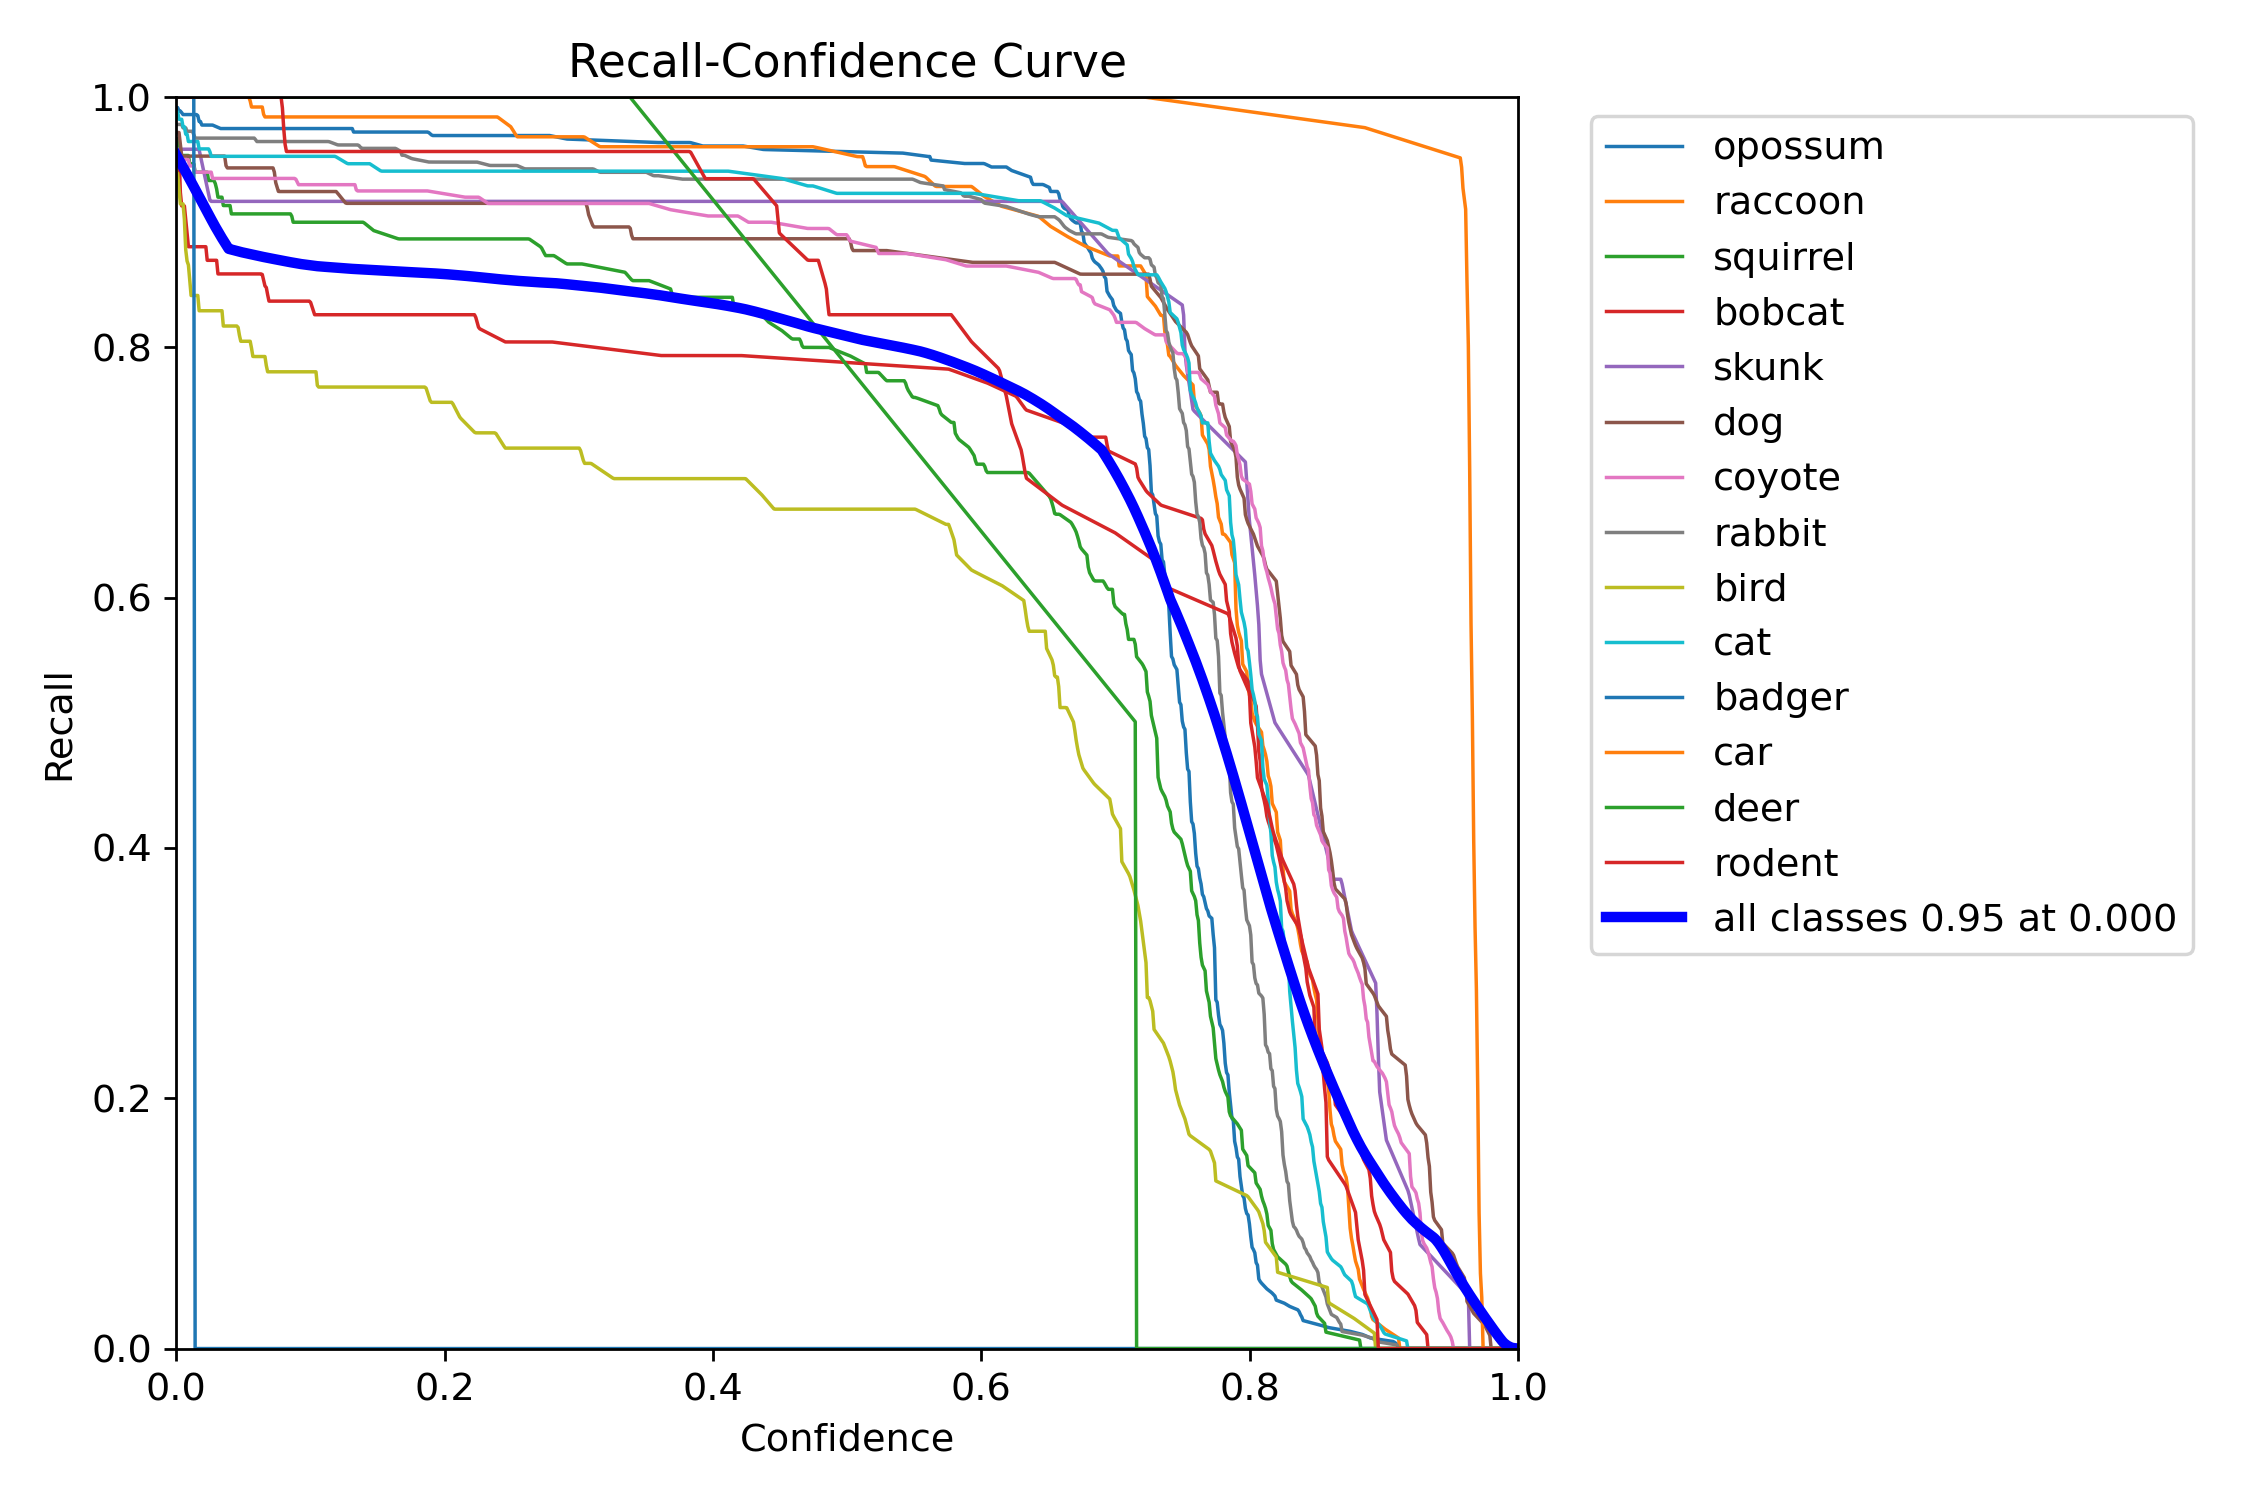 Recall-Confidence Curve
1.0
0.8
0.6
0.4
0.2
0.0
Recall
0.0 0.2 0.4 0.6 0.8 1.0
Confidence
opossum
raccoon
squirrel
bobcat
skunk
dog
coyote
rabbit
bird
cat
badger
car
deer
rodent
all classes 0.95 at 0.000